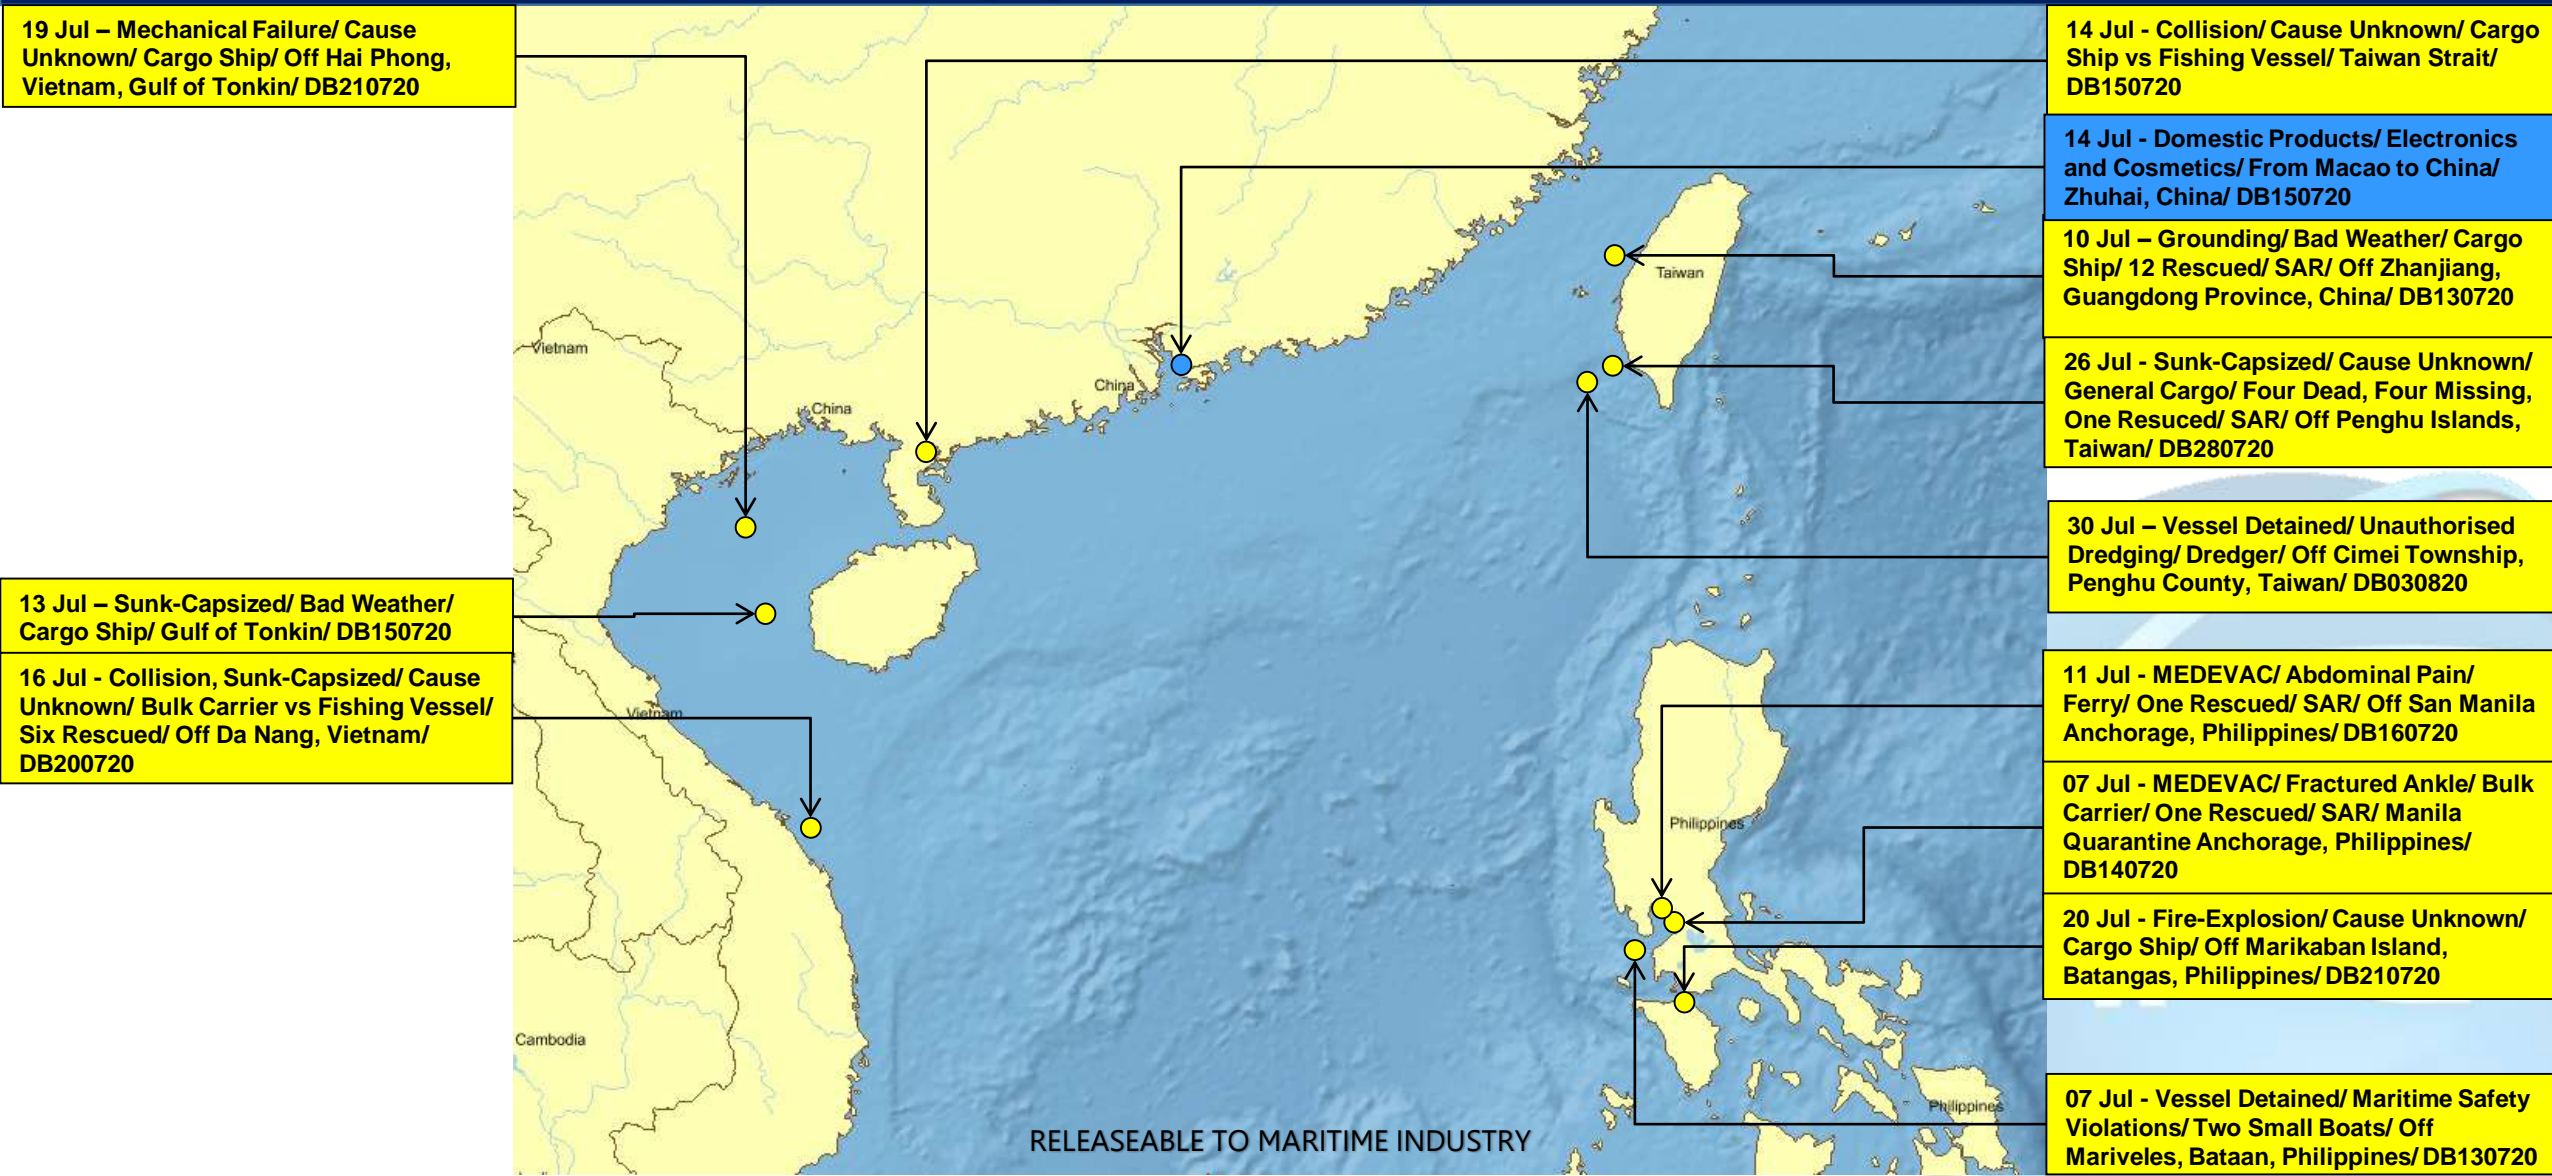 19 Jul – Mechanical Failure/ Cause
Unknown/ Cargo Ship/ Off Hai Phong,
Vietnam, Gulf of Tonkin/ DB210720
13 Jul – Sunk-Capsized/ Bad Weather/
Cargo Ship/ Gulf of Tonkin/ DB150720
16 Jul - Collision, Sunk-Capsized/ Cause
Unknown/ Bulk Carrier vs Fishing Vessel/
Six Rescued/ Off Da Nang, Vietnam/
DB200720
Vietnam
China
China
Taiwan
Vietnam
Philippines
Cambodia
Philippines
RELEASEABLE TO MARITIME INDUSTRY
14 Jul - Collision/ Cause Unknown/ Cargo
Ship vs Fishing Vessel/ Taiwan Strait/
DB150720
14 Jul - Domestic Products/ Electronics
and Cosmetics/ From Macao to China/
Zhuhai, China/ DB150720
10 Jul – Grounding/ Bad Weather/ Cargo
Ship/ 12 Rescued/ SAR/ Off Zhanjiang,
Guangdong Province, China/ DB130720
26 Jul - Sunk-Capsized/ Cause Unknown/
General Cargo/ Four Dead, Four Missing,
One Resuced/ SAR/ Off Penghu Islands,
Taiwan/ DB280720
30 Jul – Vessel Detained/ Unauthorised
Dredging/ Dredger/ Off Cimei Township,
Penghu County, Taiwan/ DB030820
11 Jul - MEDEVAC/ Abdominal Pain/
Ferry/ One Rescued/ SAR/ Off San Manila
Anchorage, Philippines/ DB160720
07 Jul - MEDEVAC/ Fractured Ankle/ Bulk
Carrier/ One Rescued/ SAR/ Manila
Quarantine Anchorage, Philippines/
DB140720
20 Jul - Fire-Explosion/ Cause Unknown/
Cargo Ship/ Off Marikaban Island,
Batangas, Philippines/ DB210720
07 Jul - Vessel Detained/ Maritime Safety
Violations/ Two Small Boats/ Off
Mariveles, Bataan, Philippines/ DB130720